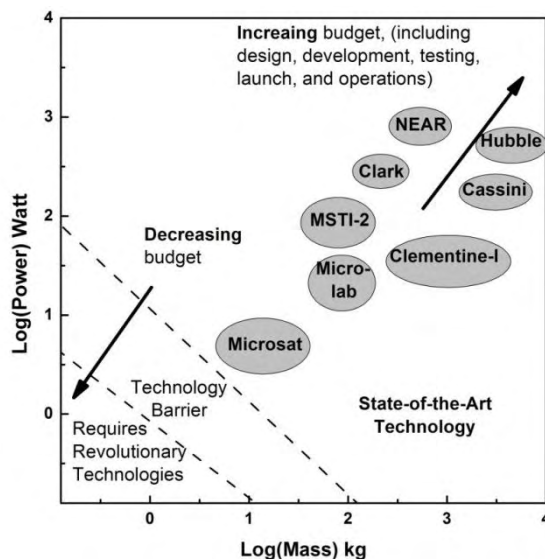 Increaing budget, (including
design, development, testing,
launch, and operations)
4
3
2
1
0
Log(Power) Watt
NEAR
Hubble
Clark
Cassini
MSTI-2
Decreasing
budget
Clementine-I
Micro-
lab
Microsat
Technology
Barrier
State-of-the-Art
Technology
Requires
Revolutionary
Technologies
0
1
2
3
4
Log(Mass) kg